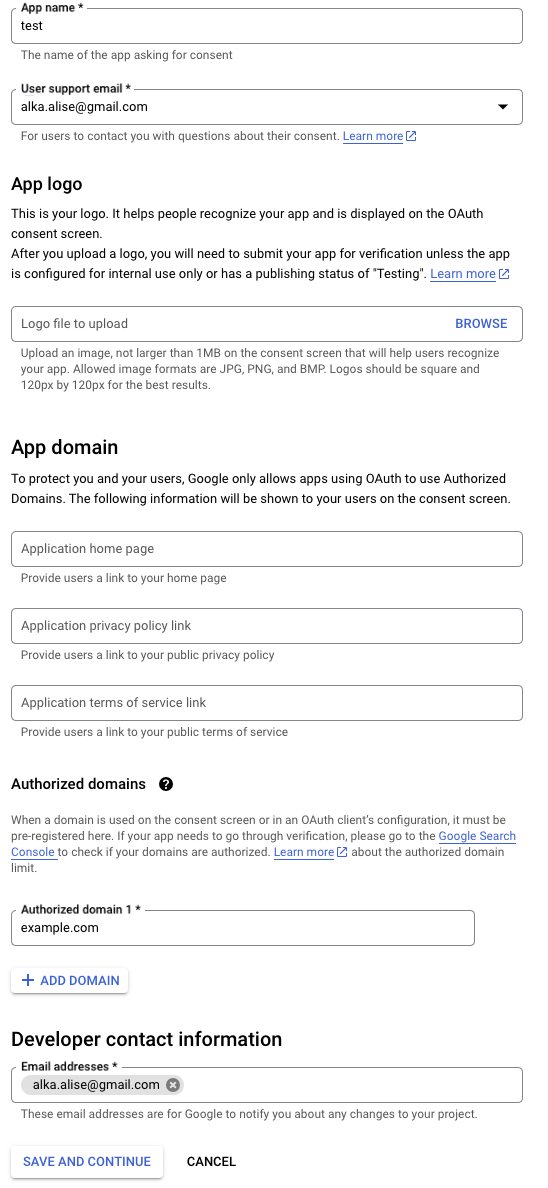 App name *
test
The name of the app asking for consent
User support email *
alka.alise@gmail.com
For users to contact you with questions about their consent. Learn more
App logo
This is your logo. It helps people recognize your app and is displayed on the OAuth
consent screen.
After you upload a logo, you will need to submit your app for verification unless the app
is configured for internal use only or has a publishing status of "Testing". Learn more
Logo file to upload BROWSE
Upload an image, not larger than 1MB on the consent screen that will help users recognize
your app. Allowed image formats are JPG, PNG, and BMP. Logos should be square and
120px by 120px for the best results.
App domain
To protect you and your users, Google only allows apps using OAuth to use Authorized
Domains. The following information will be shown to your users on the consent screen.
Application home page
Provide users a link to your home page
Application privacy policy link
Provide users a link to your public privacy policy
Application terms of service link
Provide users a link to your public terms of service
Authorized domains ?
When a domain is used on the consent screen or in an OAuth client's configuration, it must be
pre-registered here. If your app needs to go through verification, please go to the Google Search
Console to check if your domains are authorized. Learn more about the authorized domain
limit.
Authorized domain 1 *
example.com
+ ADD DOMAIN
Developer contact information
Email addresses *
alka.alise@gmail.com
These email addresses are for Google to notify you about any changes to your project.
SAVE AND CONTINUE CANCEL